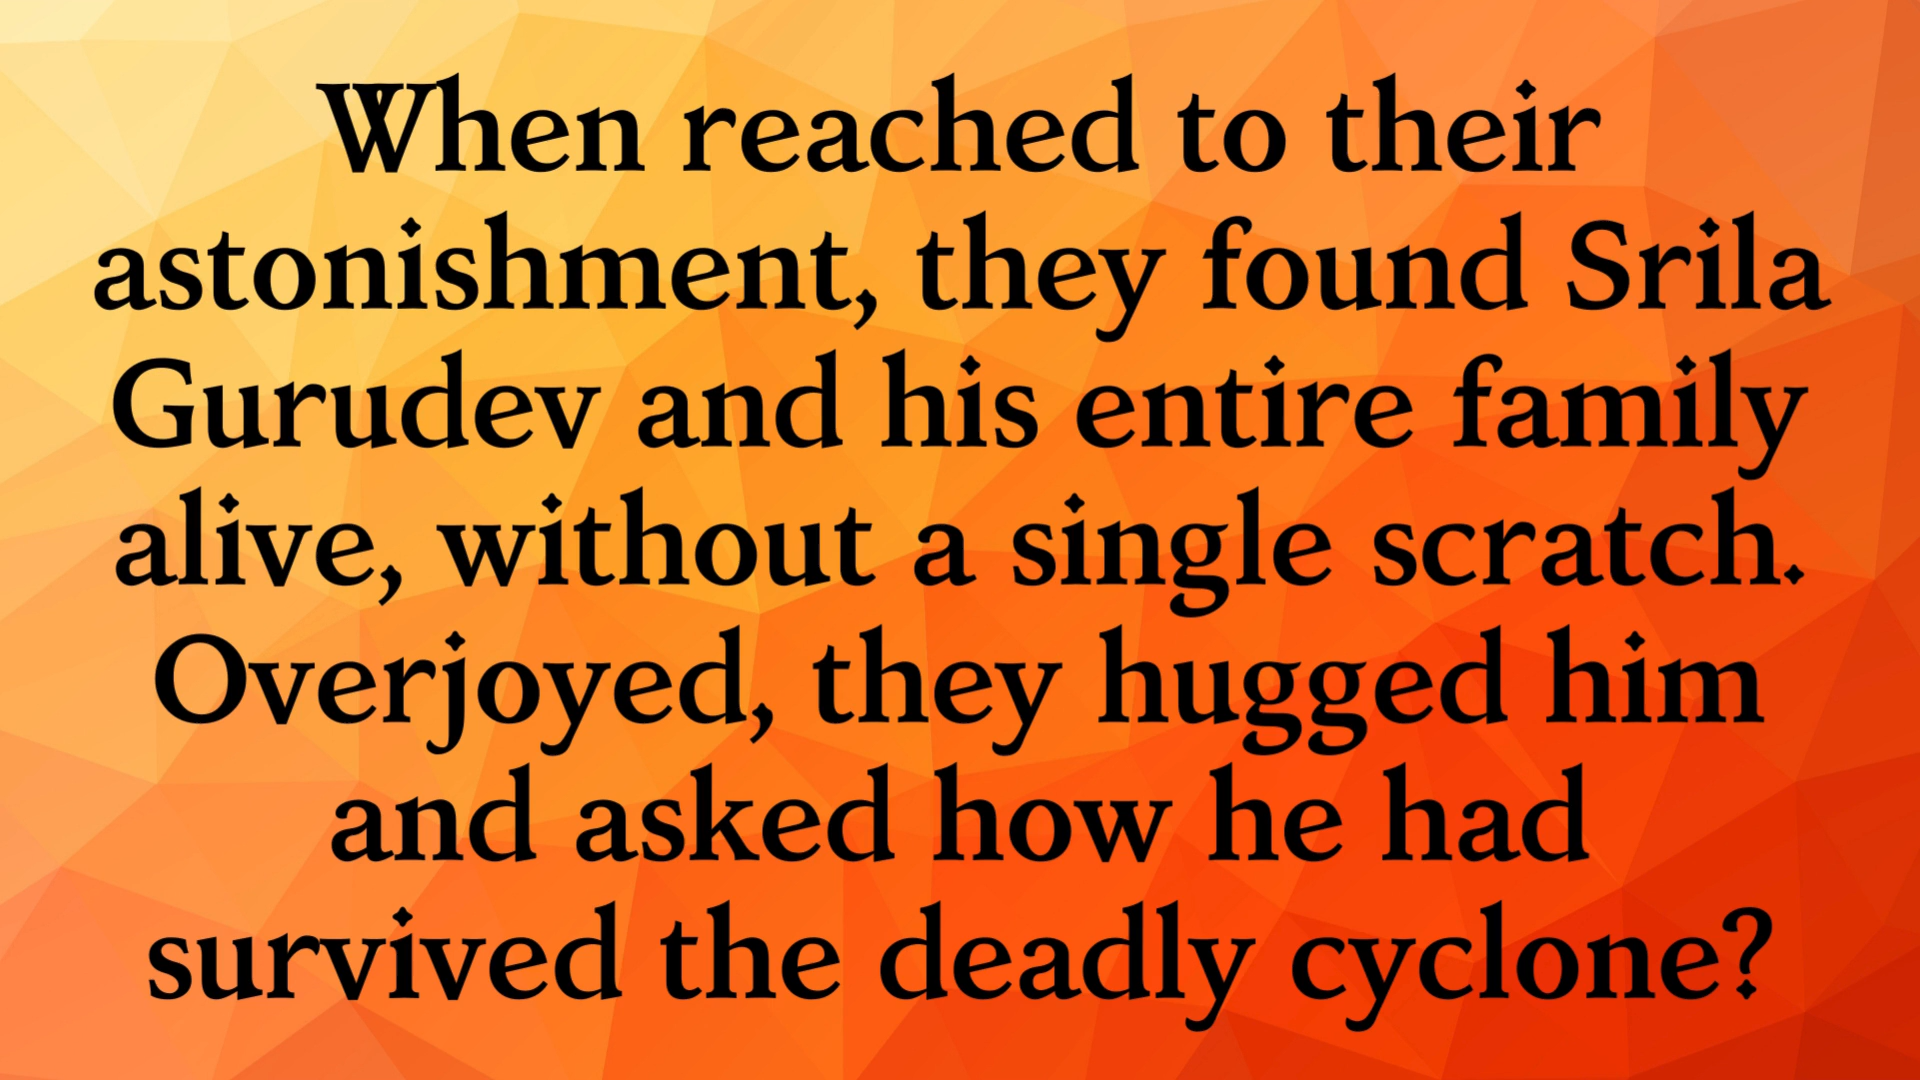 When reached to their
astonishment, they found Srila
Gurudev and his entire family
alive, without a single scratch.
Overjoyed, they hugged him
and asked how he had
survived the deadly cyclone?